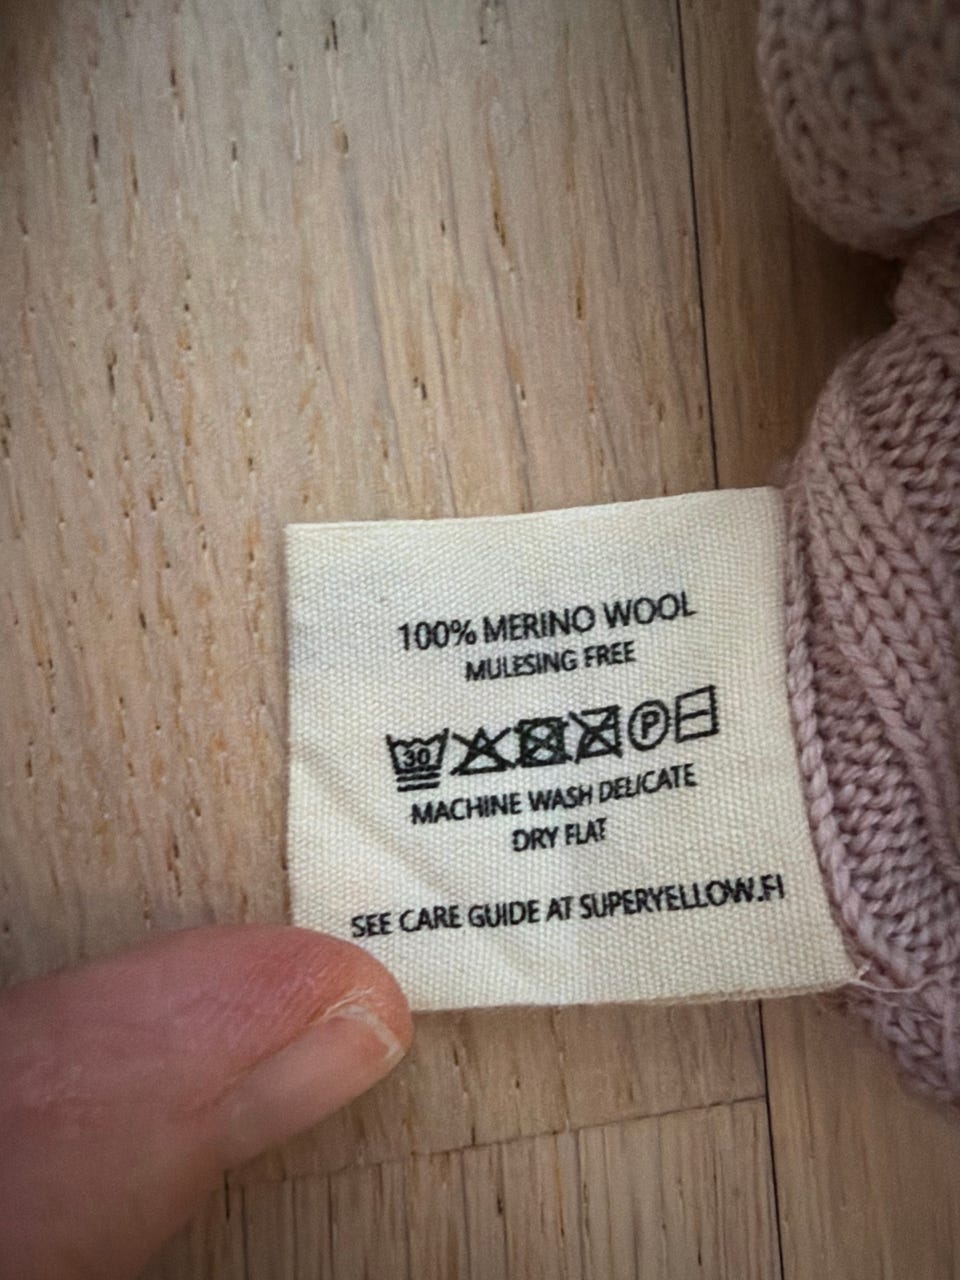 100% MERINO WOOL
MULESING FREE
30 P
MACHINE WASH DELICATE
DRY FLAT
SEE CARE GUIDE AT SUPERYELLOW.FI